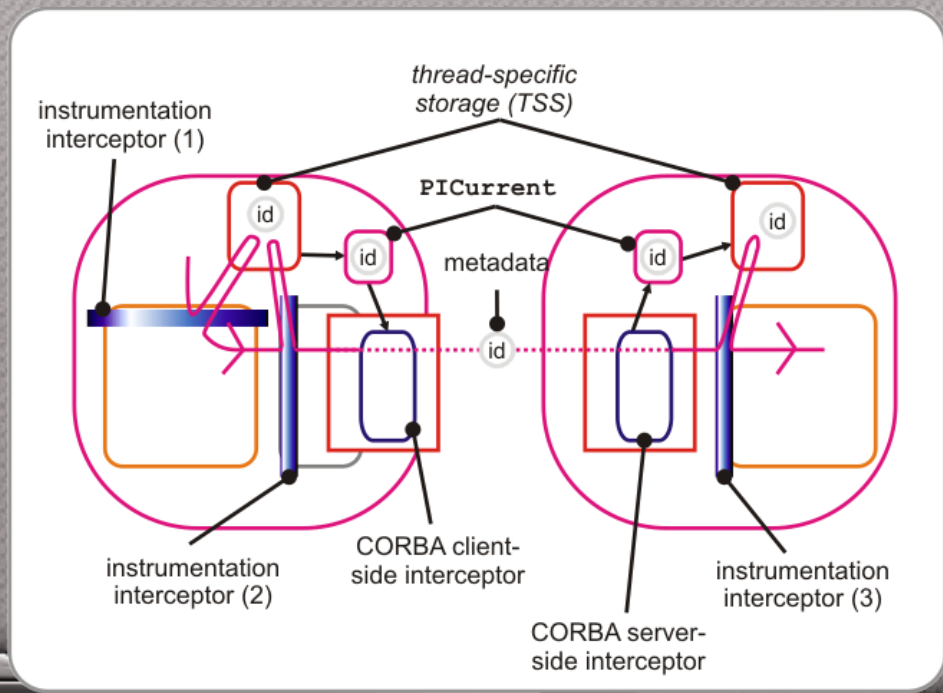 thread-specific
storage (TSS)
instrumentation
interceptor (1)
PICurrent
id
id
id
id
metadata
id
CORBA client-
side interceptor
instrumentation
interceptor (2)
instrumentation
interceptor (3)
CORBA server-
side interceptor